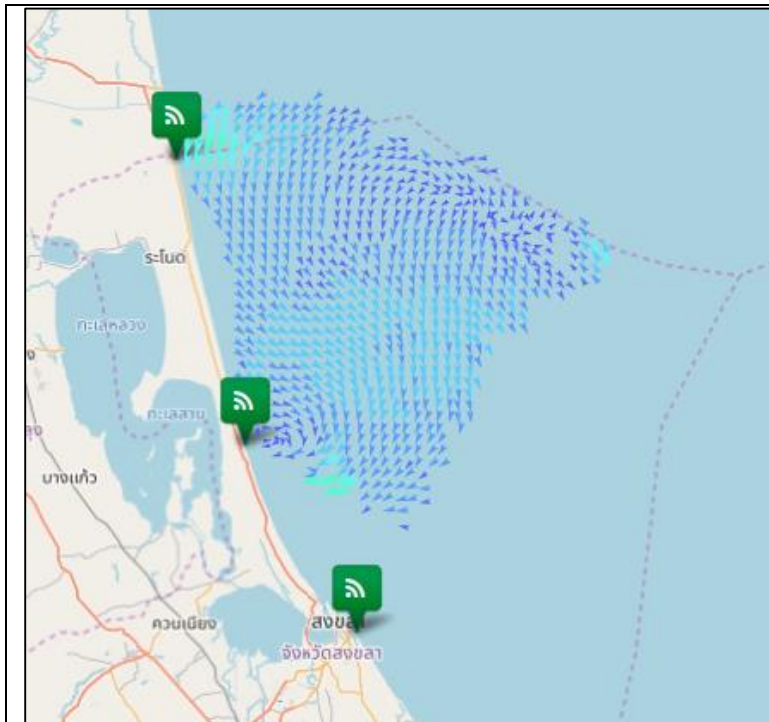 ระโนด
ทะเลหลวง
ทะเลสาบ
บางแก้ว
ควนเนียง
สงขลา
จังหวัดสงขลา